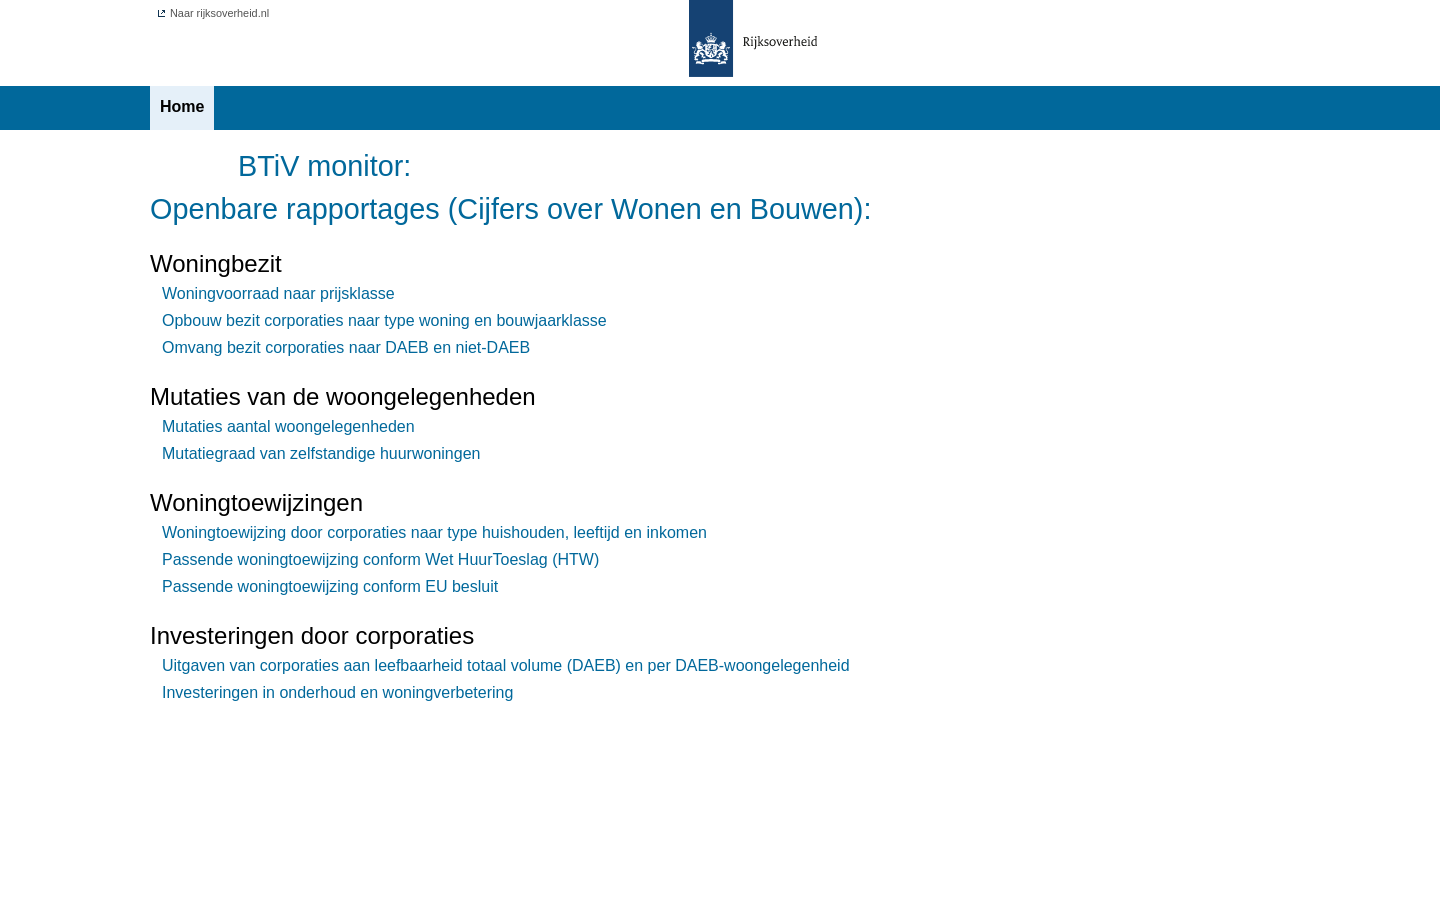 Naar rijksoverheid.nl
Rijksoverheid
Home
BTiV monitor:
Openbare rapportages (Cijfers over Wonen en Bouwen):
Woningbezit
Woningvoorraad naar prijsklasse
Opbouw bezit corporaties naar type woning en bouwjaarklasse
Omvang bezit corporaties naar DAEB en niet-DAEB
Mutaties van de woongelegenheden
Mutaties aantal woongelegenheden
Mutatiegraad van zelfstandige huurwoningen
Woningtoewijzingen
Woningtoewijzing door corporaties naar type huishouden, leeftijd en inkomen
Passende woningtoewijzing conform Wet HuurToeslag (HTW)
Passende woningtoewijzing conform EU besluit
Investeringen door corporaties
Uitgaven van corporaties aan leefbaarheid totaal volume (DAEB) en per DAEB-woongelegenheid
Investeringen in onderhoud en woningverbetering